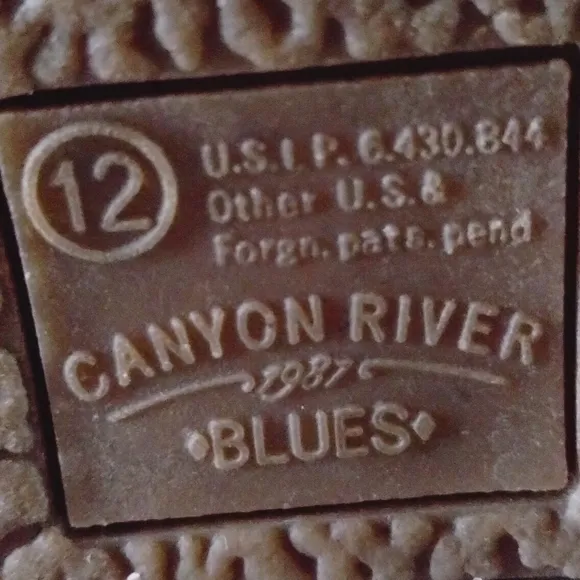 12
U.S.I.P. 6.430.844
Other U.S.&
Forgn. pats. pend
CANYON RIVER
1987
BLUES